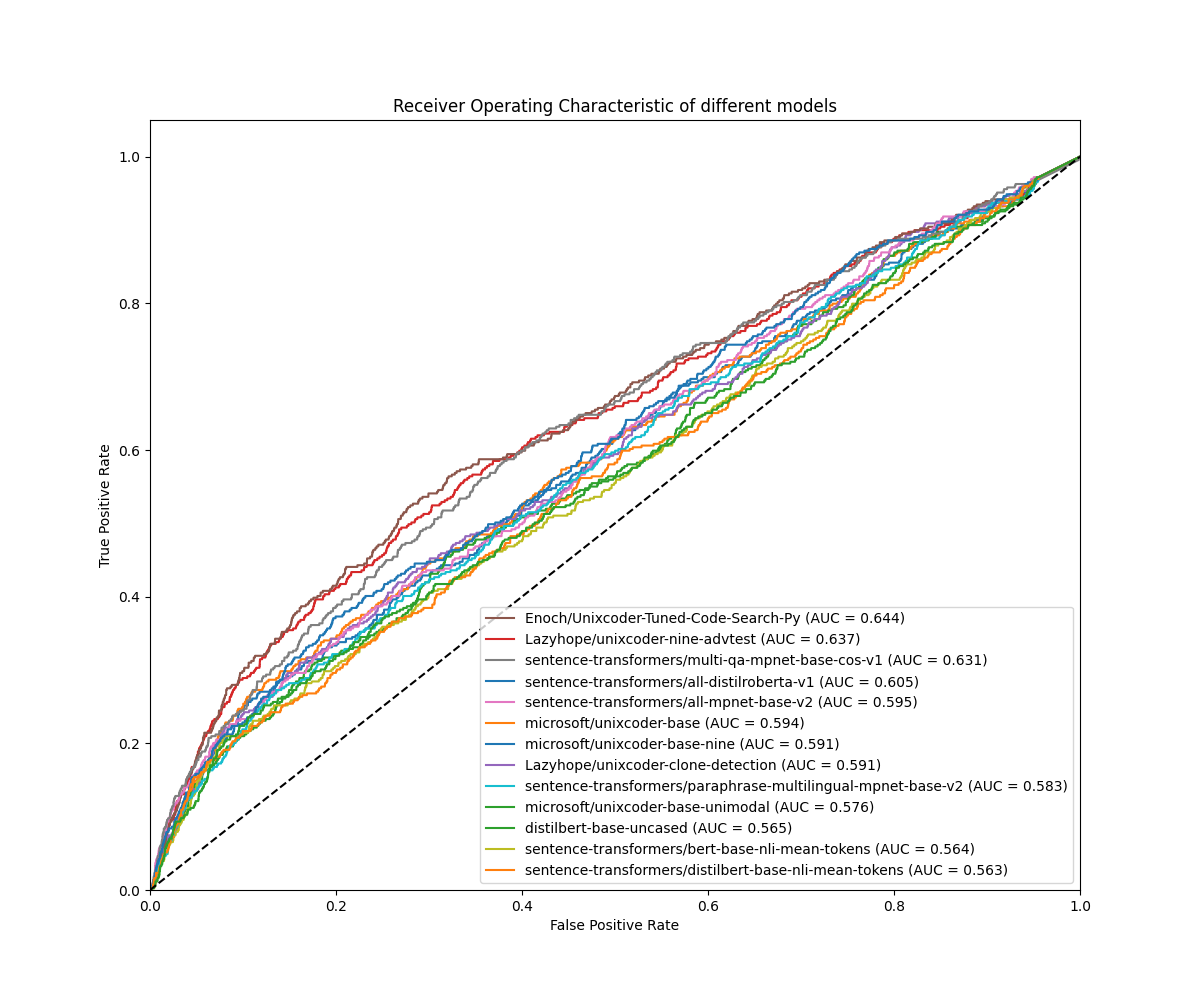 Receiver Operating Characteristic of different models
1.0
0.8
0.6
0.4
0.2
0.0
True Positive Rate
Enoch/Unixcoder-Tuned-Code-Search-Py (AUC = 0.644)
Lazyhope/unixcoder-nine-advtest (AUC = 0.637)
sentence-transformers/multi-qa-mpnet-base-cos-v1 (AUC = 0.631)
sentence-transformers/all-distilroberta-v1 (AUC = 0.605)
sentence-transformers/all-mpnet-base-v2 (AUC = 0.595)
microsoft/unixcoder-base (AUC = 0.594)
microsoft/unixcoder-base-nine (AUC = 0.591)
Lazyhope/unixcoder-clone-detection (AUC = 0.591)
sentence-transformers/paraphrase-multilingual-mpnet-base-v2 (AUC = 0.583)
microsoft/unixcoder-base-unimodal (AUC = 0.576)
distilbert-base-uncased (AUC = 0.565)
sentence-transformers/bert-base-nli-mean-tokens (AUC = 0.564)
sentence-transformers/distilbert-base-nli-mean-tokens (AUC = 0.563)
0.0 0.2 0.4 0.6 0.8 1.0
False Positive Rate